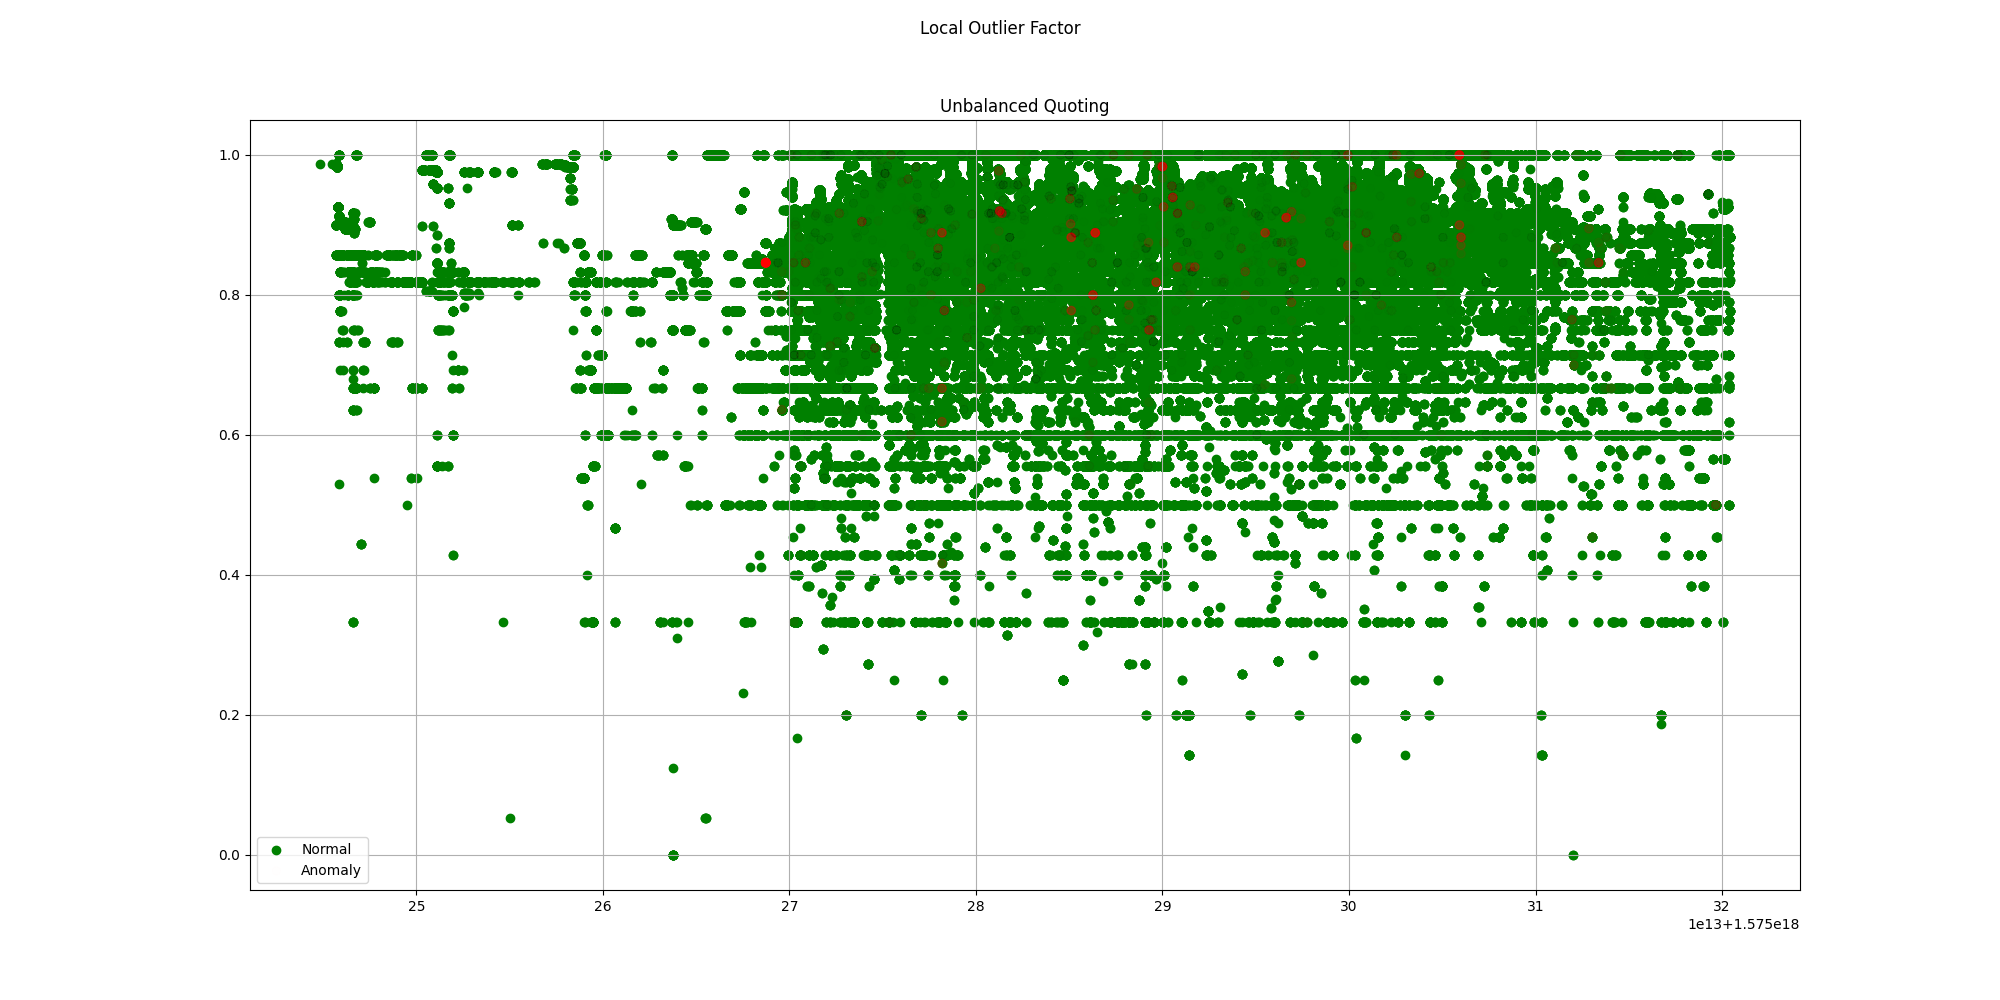 Local Outlier Factor
Unbalanced Quoting
1.0
0.8
0.6
0.4
0.2
0.0
Normal
Anomaly
25 26 27 28 29 30 31 32
1e13+1.575e18